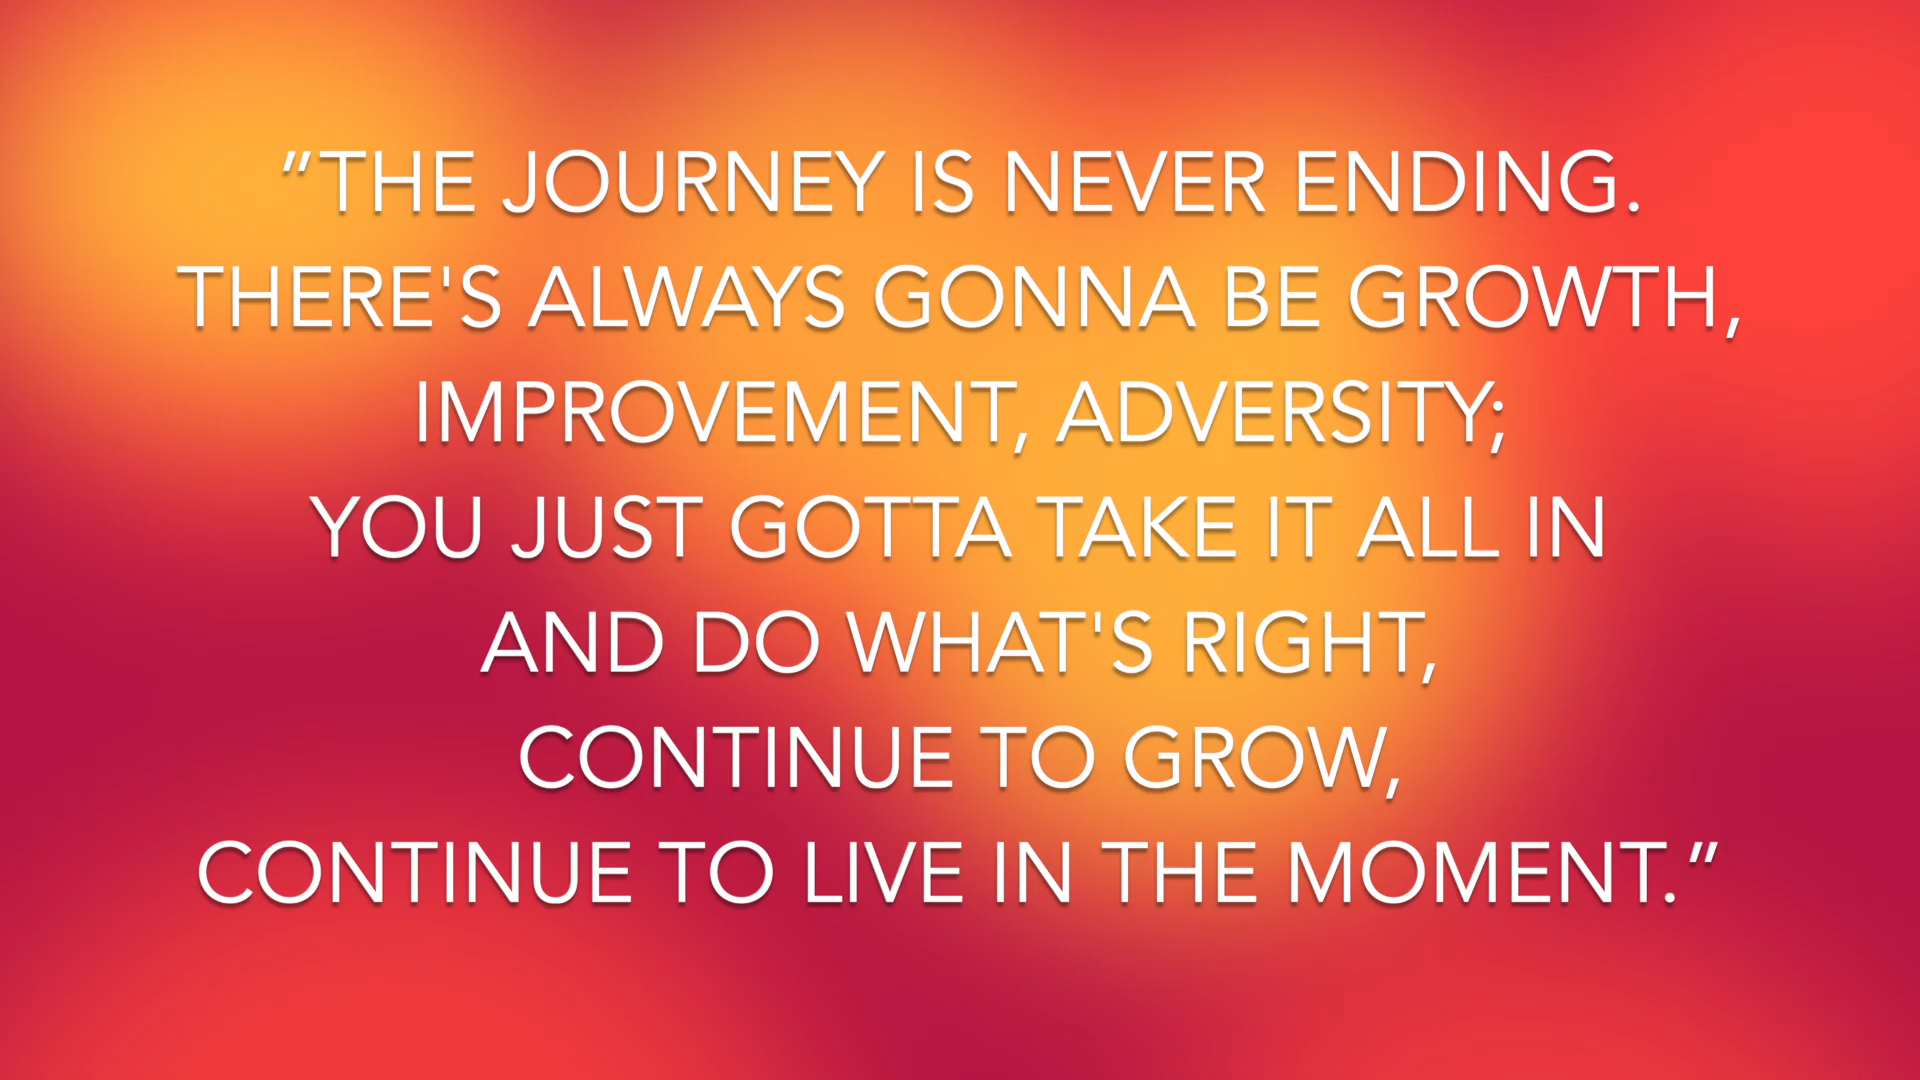 "THE JOURNEY IS NEVER ENDING.
THERE'S ALWAYS GONNA BE GROWTH,
IMPROVEMENT, ADVERSITY;
YOU JUST GOTTA TAKE IT ALL IN
AND DO WHAT'S RIGHT,
CONTINUE TO GROW,
CONTINUE TO LIVE IN THE MOMENT."